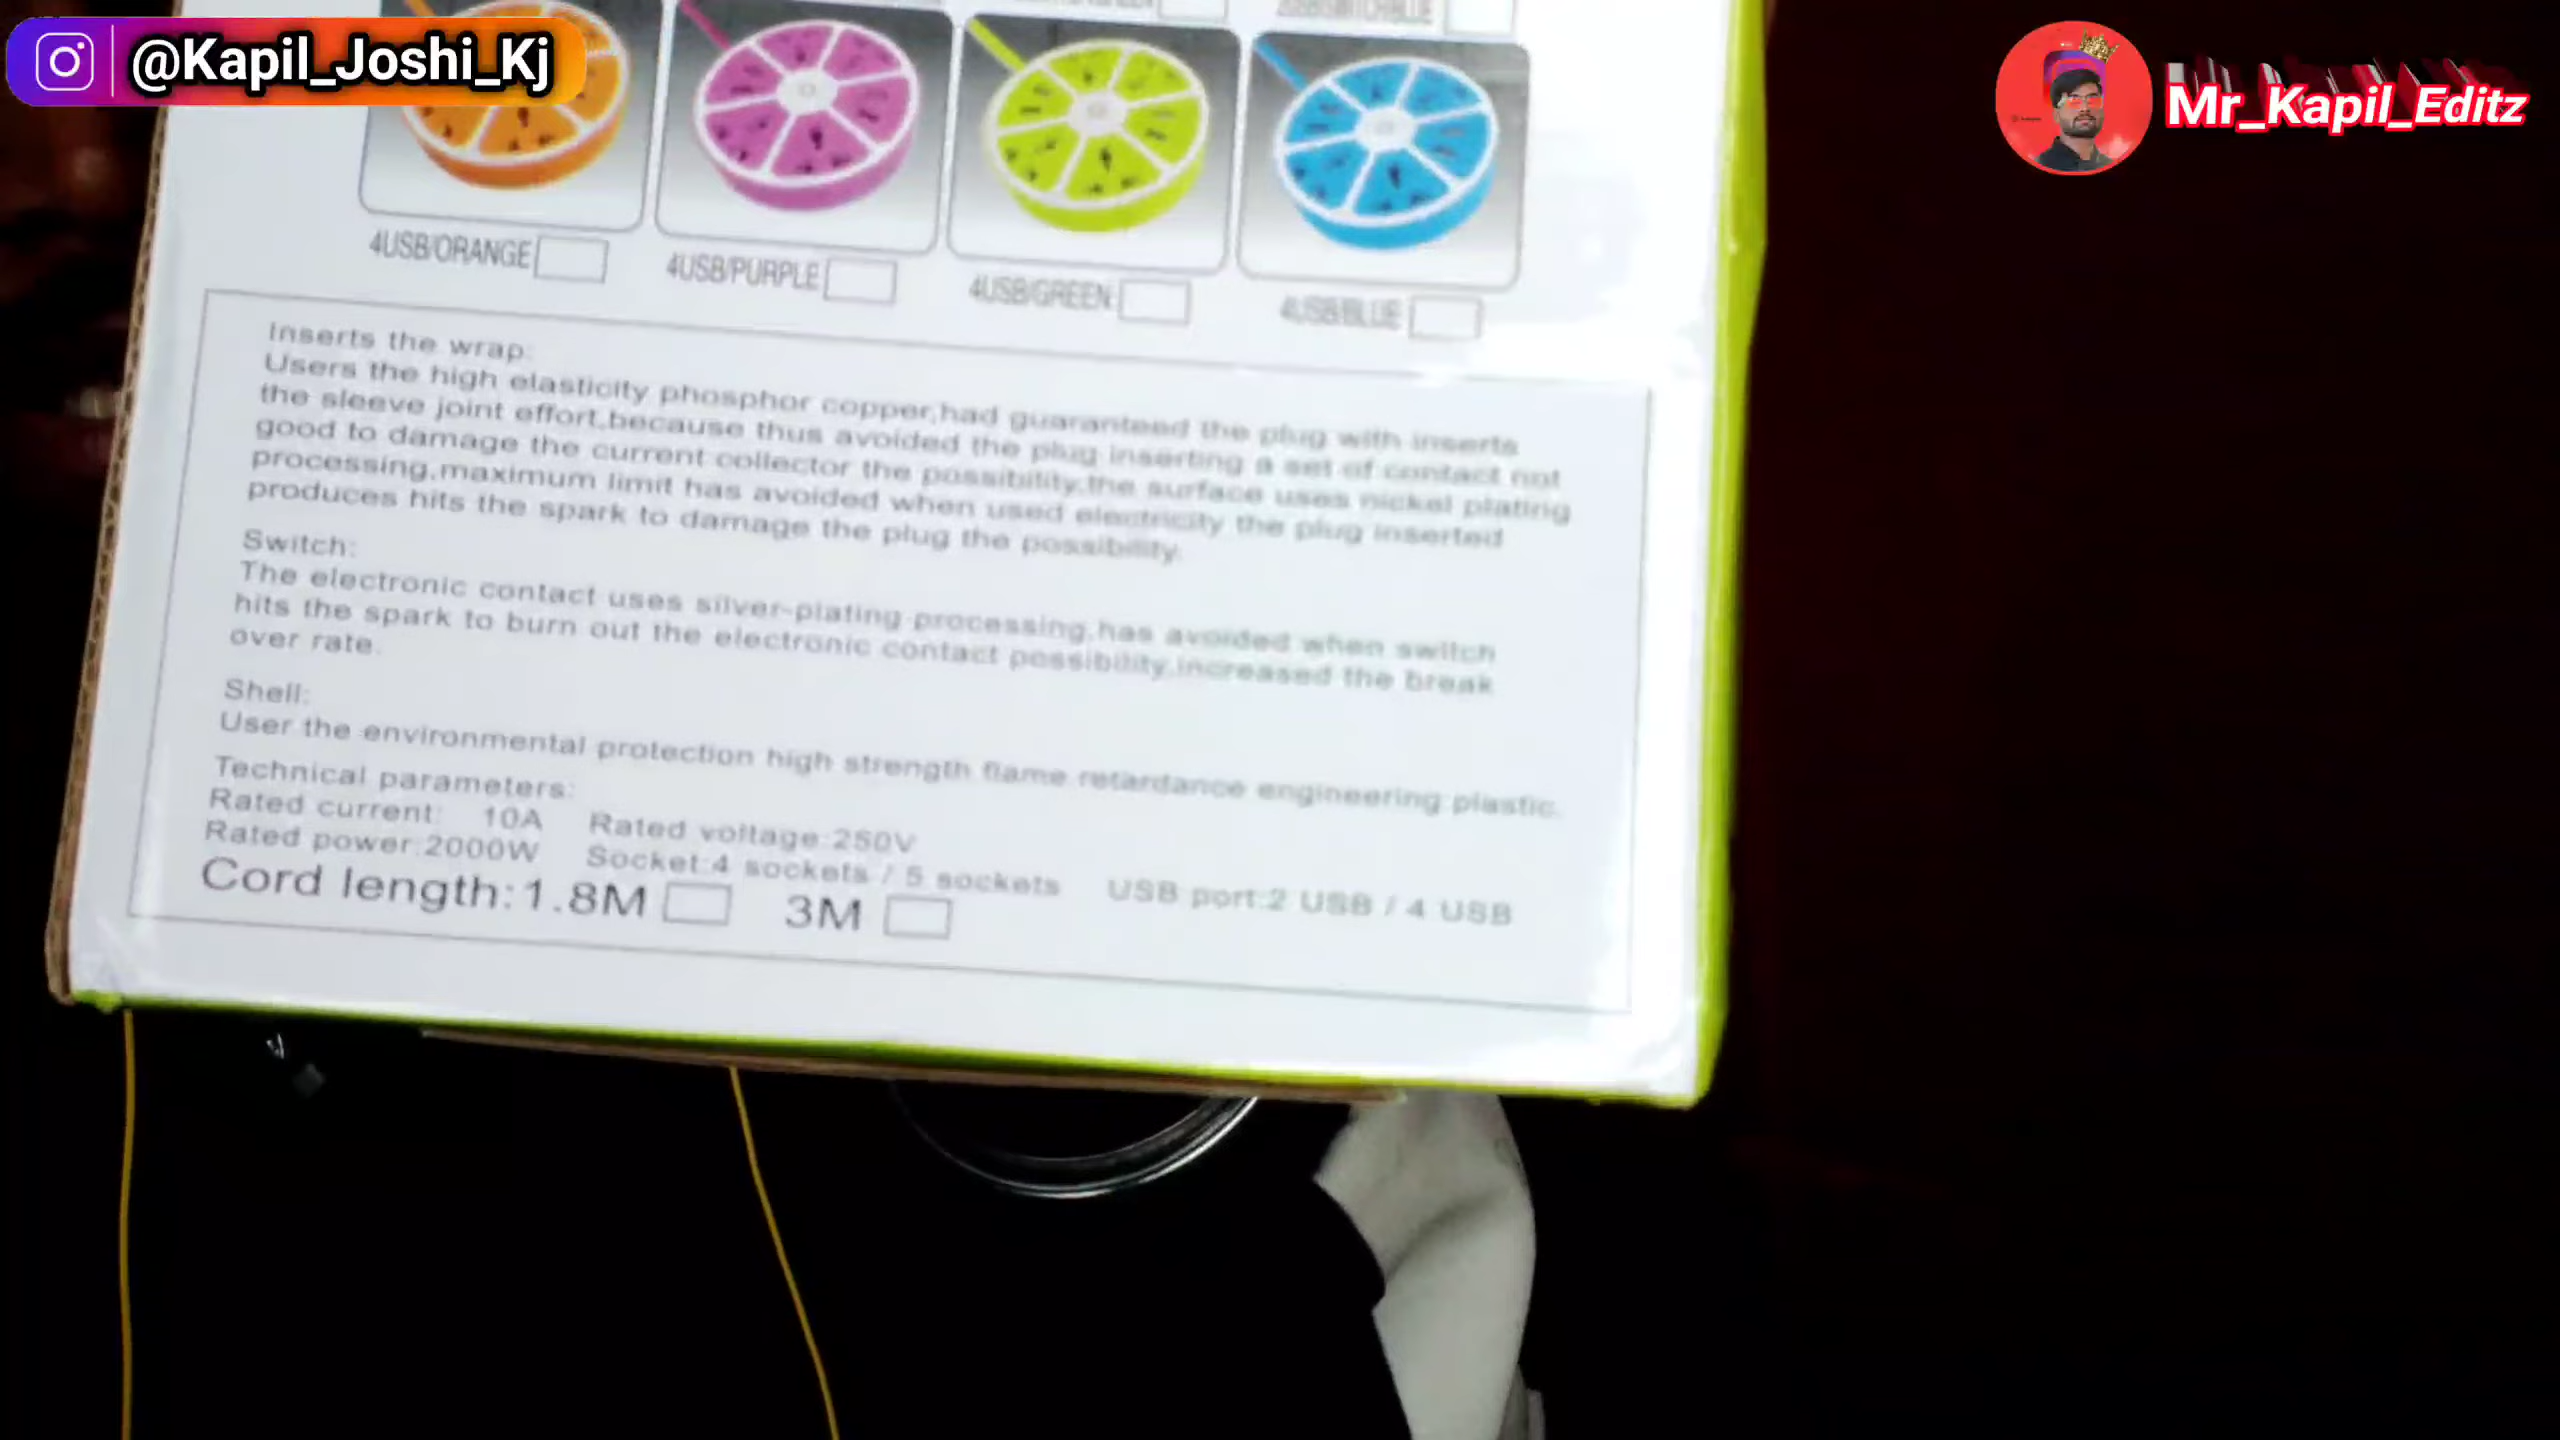 @Kapil_Joshi_Kj
Mr_Kapil_Editz
4USB/ORANGE
4USB/PURPLE
4USB/GREEN
4USB/BLUE
Inserts the wrap:
Users the high elasticity phosphor copper,had guaranteed the plug with inserts
the sleeve joint effort,because thus avoided the plug inserting a set of contact not
good to damage the current collector the possibility,the surface uses nickel plating
processing,maximum limit has avoided when used electricity the plug inserted
produces hits the spark to damage the plug the possibility.
Switch:
The electronic contact uses silver-plating processing,has avoided when switch
hits the spark to burn out the electronic contact possibility,increased the break
over rate.
Shell:
User the environmental protection high strength flame retardance engineering plastic.
Technical parameters:
Rated current: 10A Rated voltage:250V
Rated power:2000W Socket:4 sockets / 5 sockets USB port:2 USB / 4 USB
Cord length:1.8M 3M